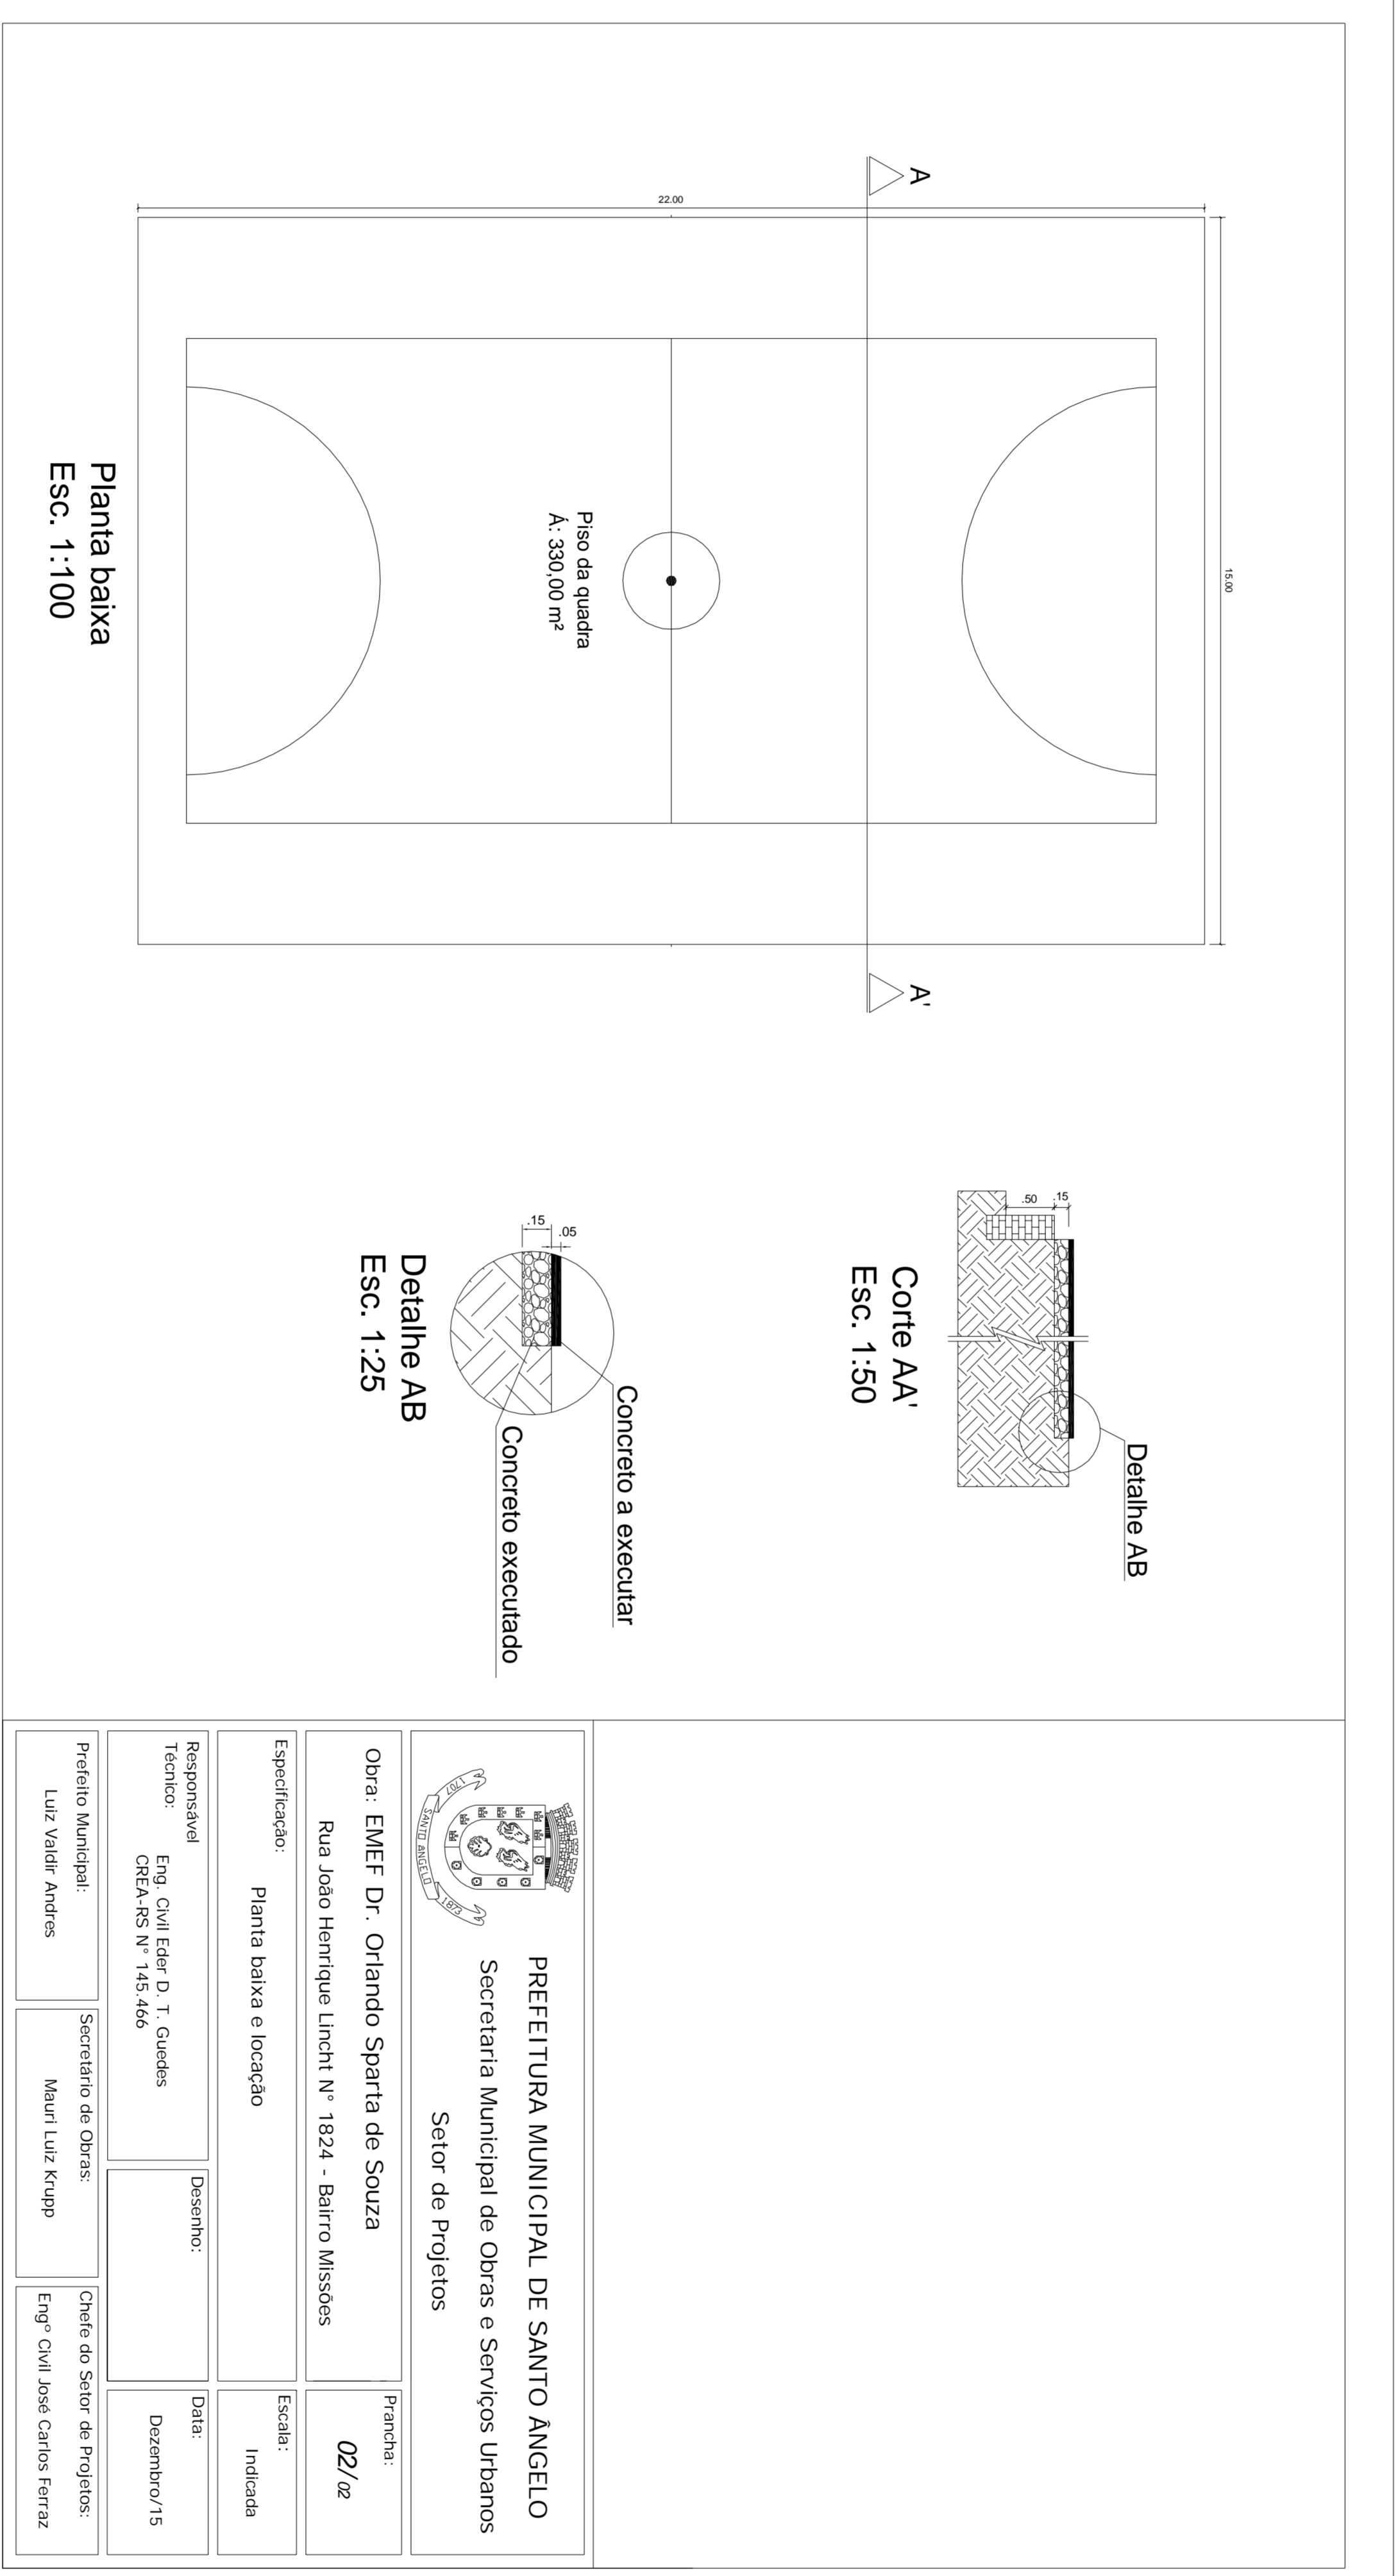 A
A'
22.00
15.00
Piso da quadra
Á: 330,00 m²
Planta baixa
Esc. 1:100
.50
.15
Detalhe AB
Corte AA'
Esc. 1:50
.15
.05
Concreto a executar
Concreto executado
Detalhe AB
Esc. 1:25
1707
SANTO ANGELO
1873
PREFEITURA MUNICIPAL DE SANTO ÂNGELO
Secretaria Municipal de Obras e Serviços Urbanos
Setor de Projetos
Obra: EMEF Dr. Orlando Sparta de Souza
Rua João Henrique Lincht N° 1824 - Bairro Missões
Prancha:
02/02
Especificação:
Planta baixa e locação
Escala:
Indicada
Responsável
Técnico:
Eng. Civil Eder D. T. Guedes
CREA-RS N° 145.466
Desenho:
Data:
Dezembro/15
Prefeito Municipal:
Luiz Valdir Andres
Secretário de Obras:
Mauri Luiz Krupp
Chefe do Setor de Projetos:
Engº Civil José Carlos Ferraz